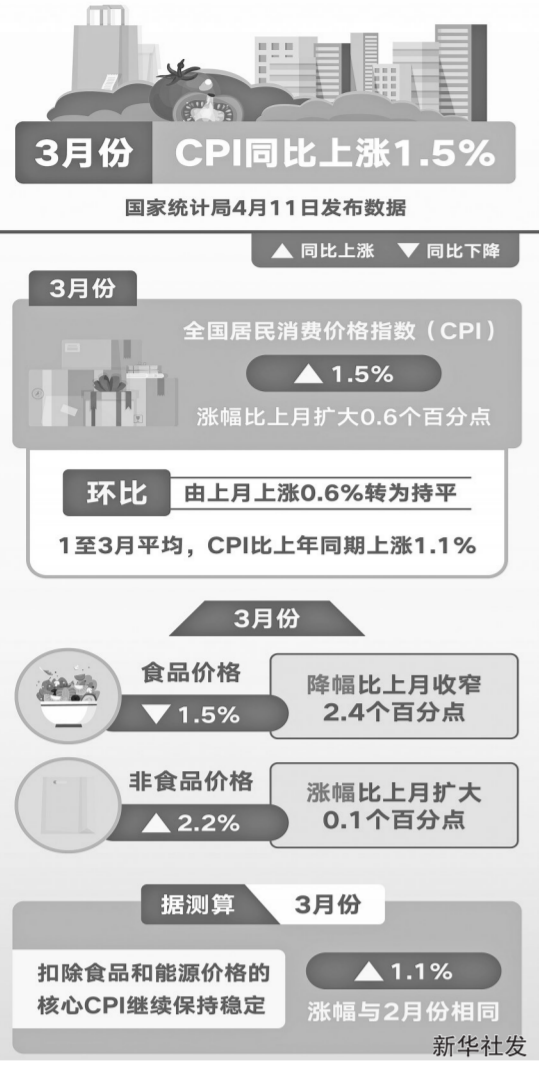 3月份 CPI同比上涨1.5%
国家统计局4月11日发布数据
▲ 同比上涨 ▼ 同比下降
3月份
全国居民消费价格指数（CPI）
▲ 1.5%
涨幅比上月扩大0.6个百分点
环比 由上月上涨0.6%转为持平
1至3月平均，CPI比上年同期上涨1.1%
3月份
食品价格
▼ 1.5%
降幅比上月收窄
2.4个百分点
非食品价格
▲ 2.2%
涨幅比上月扩大
0.1个百分点
据测算 3月份
扣除食品和能源价格的
核心CPI继续保持稳定
▲ 1.1%
涨幅与2月份相同
新华社发